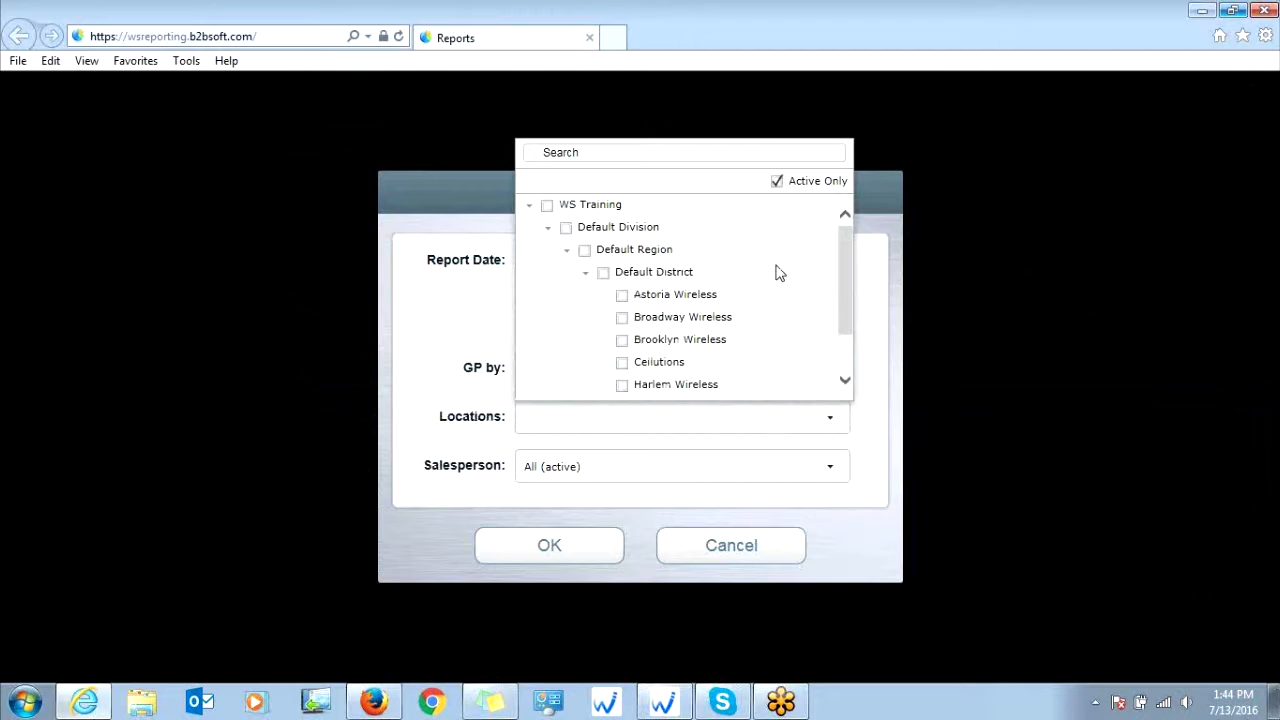 https://wsreporting.b2bsoft.com/
Reports
File Edit View Favorites Tools Help
Search
Active Only
WS Training
Default Division
Default Region
Report Date:
Default District
Astoria Wireless
Broadway Wireless
Brooklyn Wireless
Cellutions
GP by:
Harlem Wireless
Locations:
Salesperson:
All (active)
OK
Cancel
1:44 PM
7/13/2016